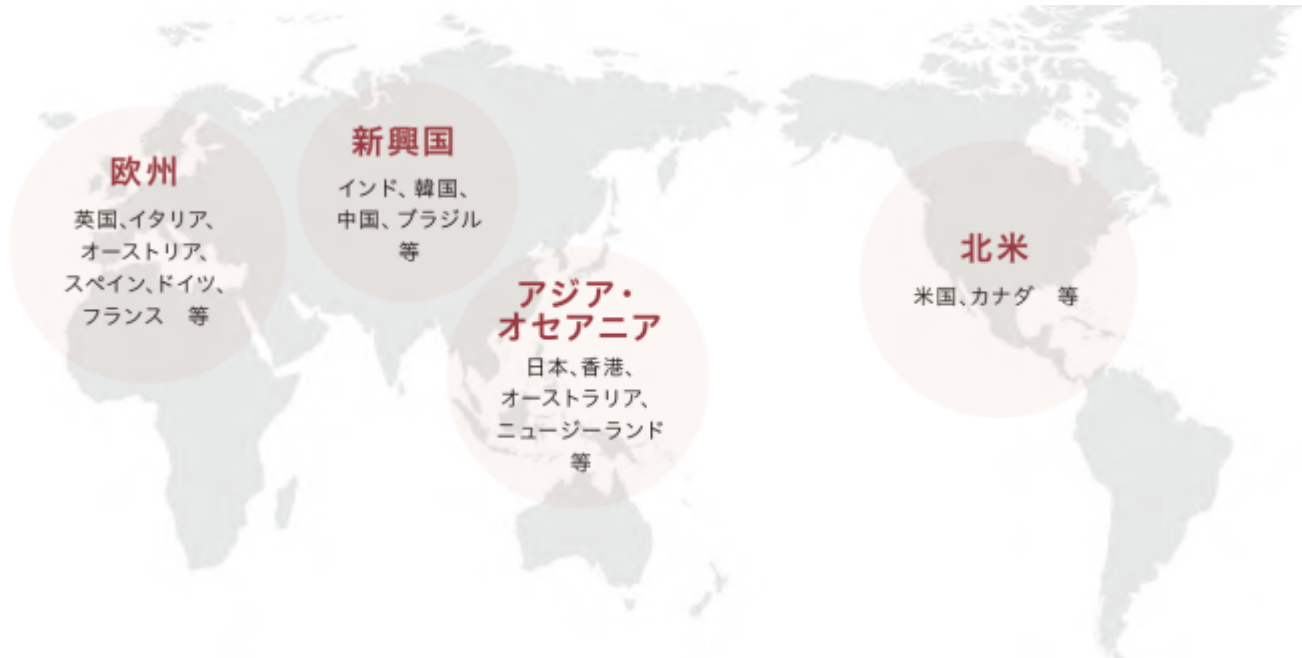 欧州
英国、イタリア、
オーストリア、
スペイン、ドイツ、
フランス　等
新興国
インド、韓国、
中国、ブラジル
等
アジア・
オセアニア
日本、香港、
オーストラリア、
ニュージーランド
等
北米
米国、カナダ　等